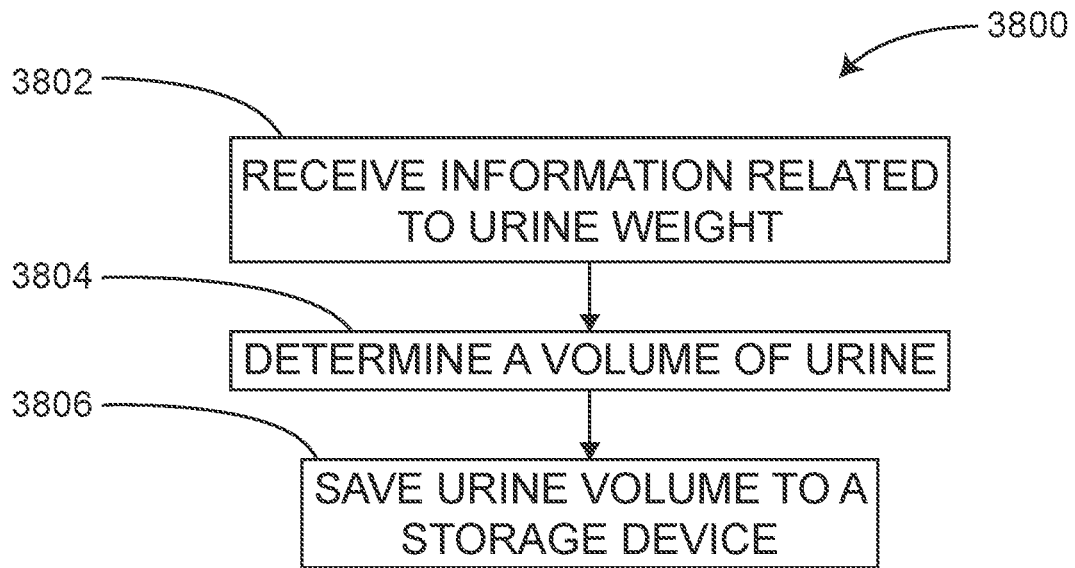 3800
3802
RECEIVE INFORMATION RELATED
TO URINE WEIGHT
3804
DETERMINE A VOLUME OF URINE
3806
SAVE URINE VOLUME TO A
STORAGE DEVICE